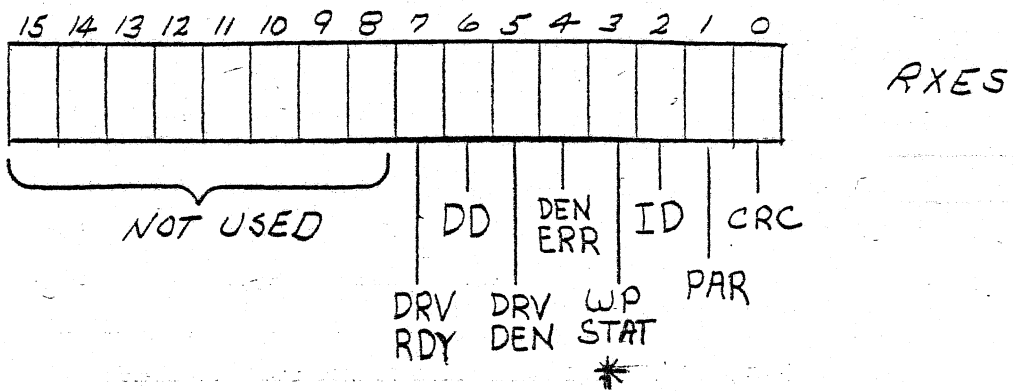 15 14 13 12 11 10 9 8 7 6 5 4 3 2 1 0
RXES
NOT USED
DD
DEN
ERR
ID
CRC
DRV
RDY
DRV
DEN
WP
STAT
*
PAR